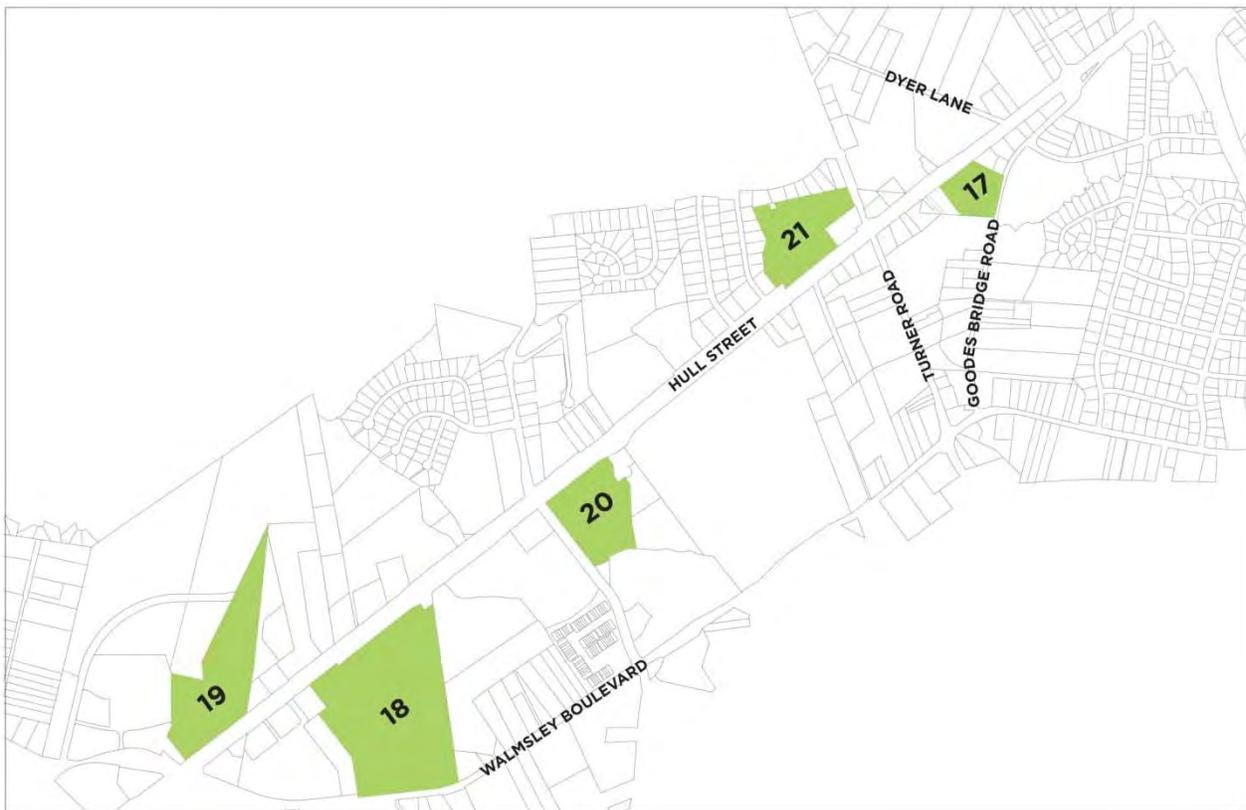 DYER LANE
17
21
HULL STREET
TURNER ROAD
GOODES BRIDGE ROAD
20
19
18
WALMSLEY BOULEVARD